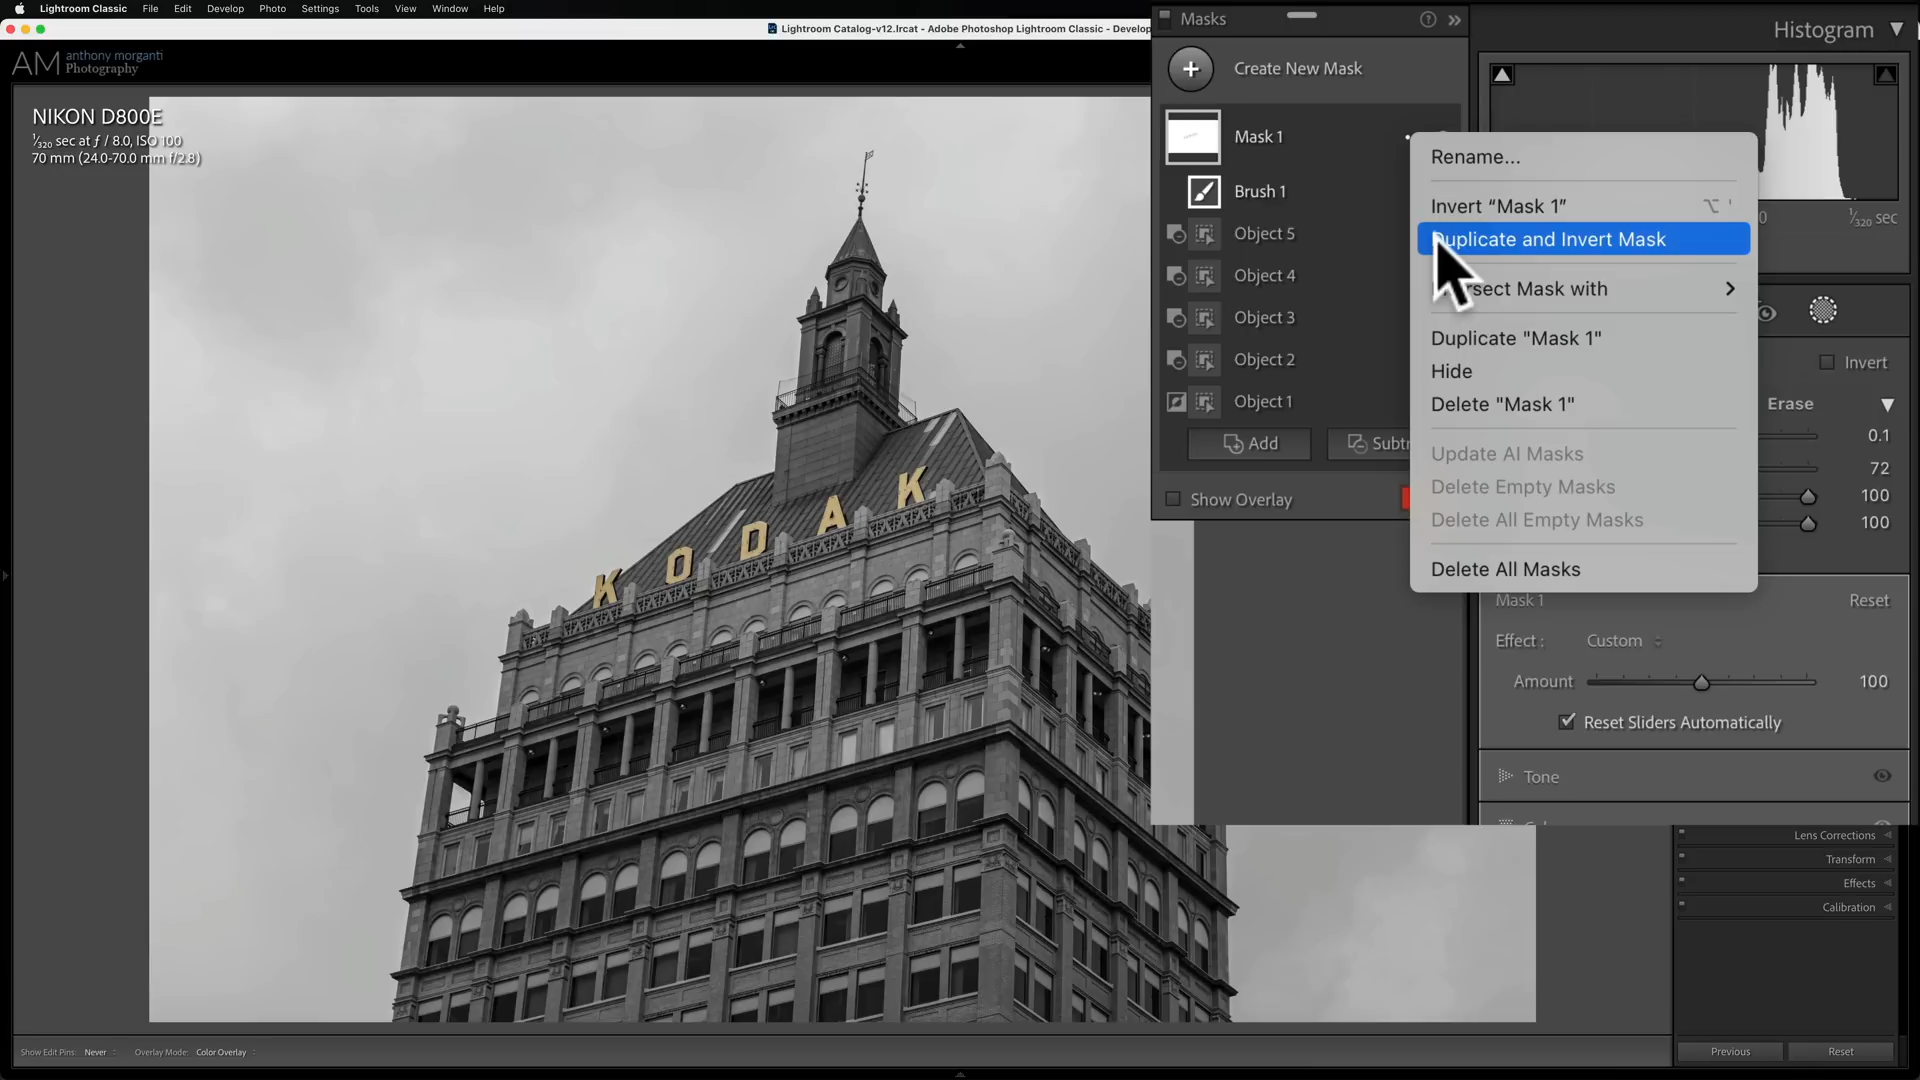 Lightroom Classic File Edit Develop Photo Settings Tools View Window Help
Lightroom Catalog-v12.lrcat - Adobe Photoshop Lightroom Classic - Develop
AM anthony morganti
Photography
NIKON D800E
1/320 sec at ƒ / 8.0, ISO 100
70 mm (24.0-70.0 mm f/2.8)
KODAK
Masks
Create New Mask
Mask 1
Brush 1
Object 5
Object 4
Object 3
Object 2
Object 1
Add Subtr
Show Overlay
Rename...
Invert “Mask 1” ⌥ '
Duplicate and Invert Mask
rsect Mask with
Duplicate "Mask 1"
Hide
Delete "Mask 1"
Update AI Masks
Delete Empty Masks
Delete All Empty Masks
Delete All Masks
Histogram
0 1/320 sec
Invert
Erase
0.1
72
100
100
Mask 1 Reset
Effect : Custom
Amount 100
Reset Sliders Automatically
Tone
Lens Corrections
Transform
Effects
Calibration
Previous Reset
Show Edit Pins: Never Overlay Mode: Color Overlay